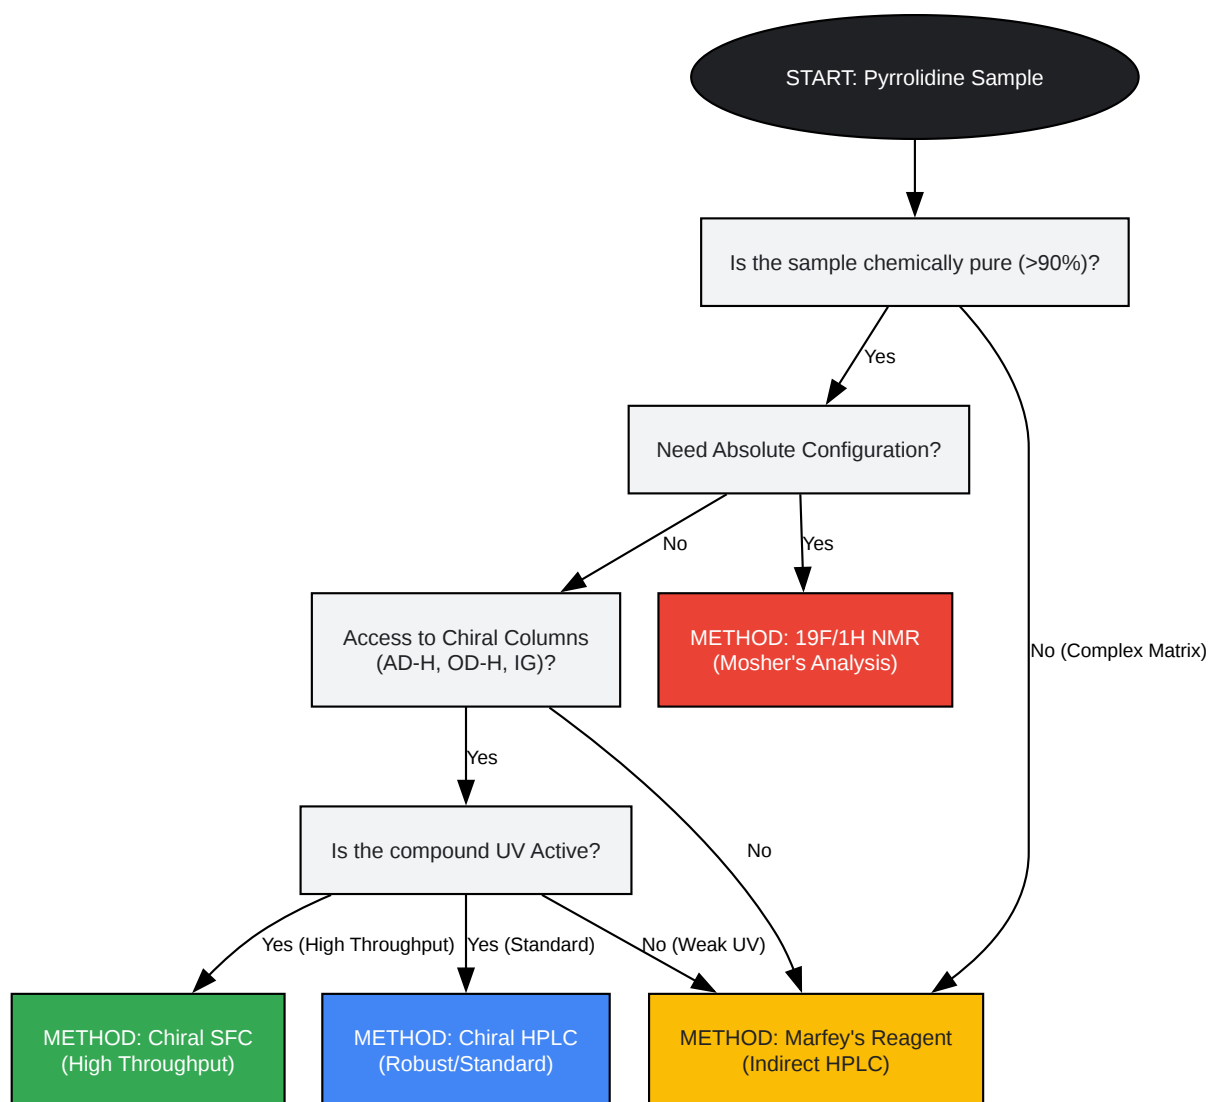 START: Pyrrolidine Sample
Is the sample chemically pure (>90%)?
Yes
Need Absolute Configuration?
No
Yes
Access to Chiral Columns
(AD-H, OD-H, IG)?
METHOD: 19F/1H NMR
(Mosher's Analysis)
No (Complex Matrix)
Yes
Is the compound UV Active?
No
Yes (High Throughput)
Yes (Standard)
No (Weak UV)
METHOD: Chiral SFC
(High Throughput)
METHOD: Chiral HPLC
(Robust/Standard)
METHOD: Marfey's Reagent
(Indirect HPLC)